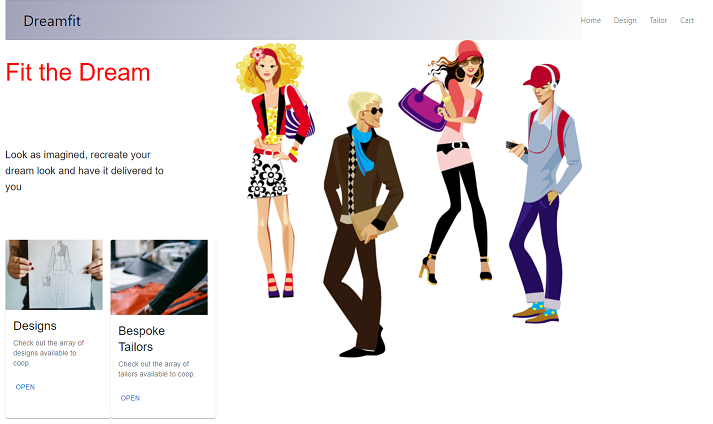 Dreamfit
Home Design Tailor Cart
Fit the Dream
Look as imagined, recreate your
dream look and have it delivered to
you
Designs
Check out the array of
designs available to
coop.
OPEN
Bespoke
Tailors
Check out the array of
tailors available to coop.
OPEN